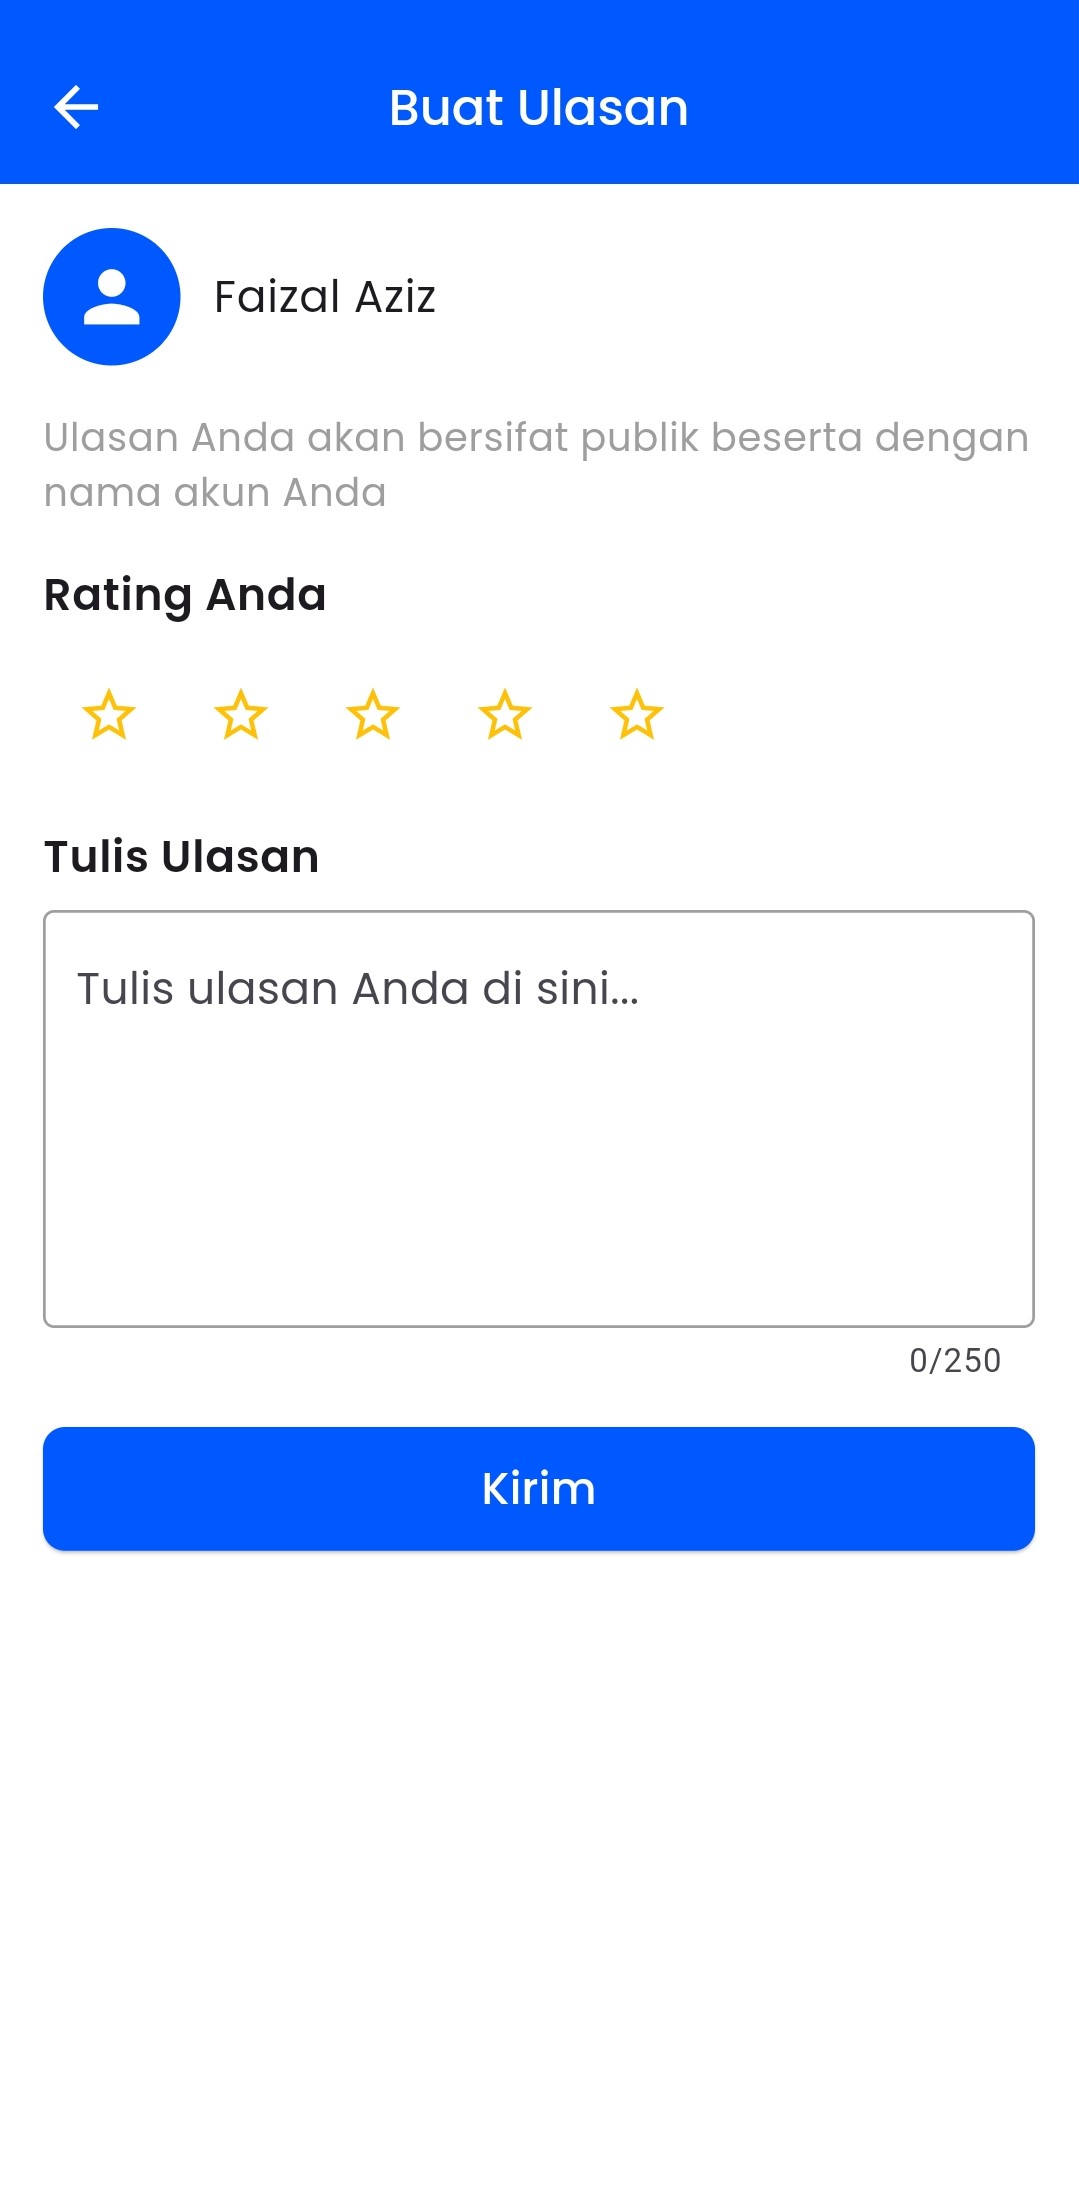 Buat Ulasan
Faizal Aziz
Ulasan Anda akan bersifat publik beserta dengan
nama akun Anda
Rating Anda
Tulis Ulasan
Tulis ulasan Anda di sini...
0/250
Kirim